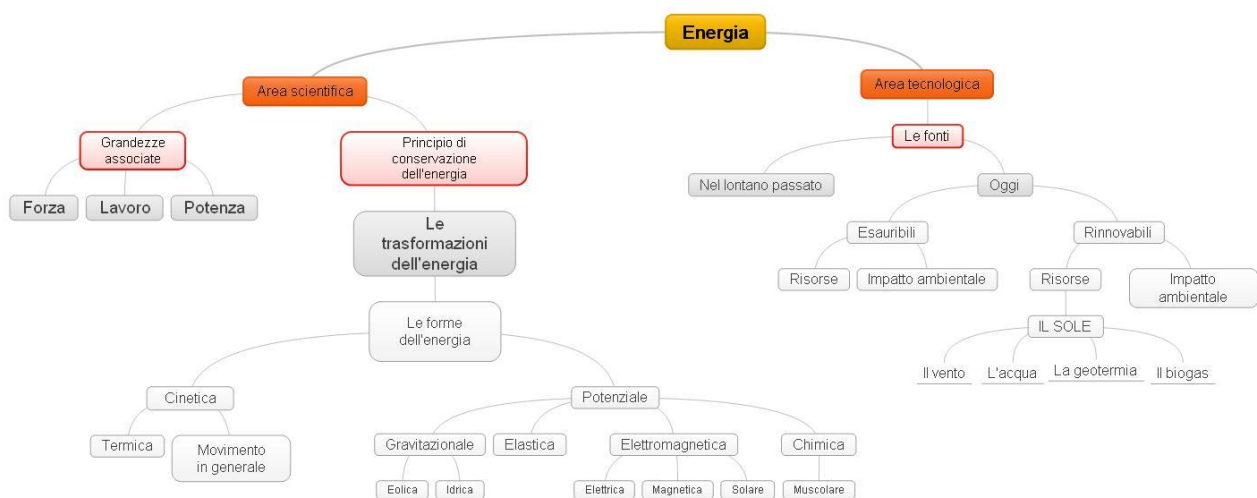 Energia
Area scientifica
Area tecnologica
Grandezze
associate
Principio di
conservazione
dell'energia
Le fonti
Forza
Lavoro
Potenza
Nel lontano passato
Oggi
Le
trasformazioni
dell'energia
Esauribili
Rinnovabili
Risorse
Impatto ambientale
Risorse
Impatto
ambientale
Le forme
dell'energia
IL SOLE
Il vento
L'acqua
La geotermia
Il biogas
Cinetica
Potenziale
Termica
Movimento
in generale
Gravitazionale
Elastica
Elettromagnetica
Chimica
Eolica
Idrica
Elettrica
Magnetica
Solare
Muscolare